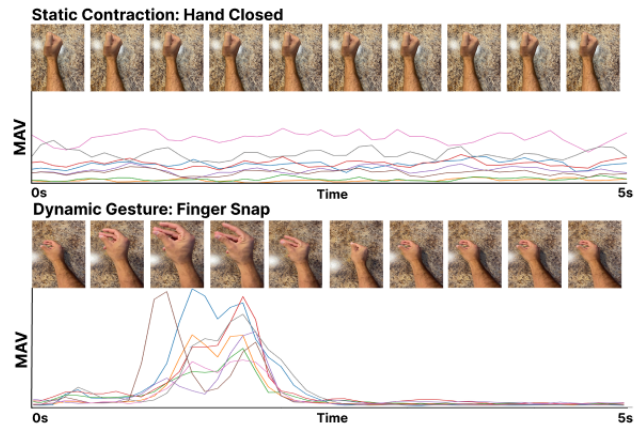 Static Contraction: Hand Closed
MAV
0s
Time
5s
Dynamic Gesture: Finger Snap
MAV
0s
Time
5s